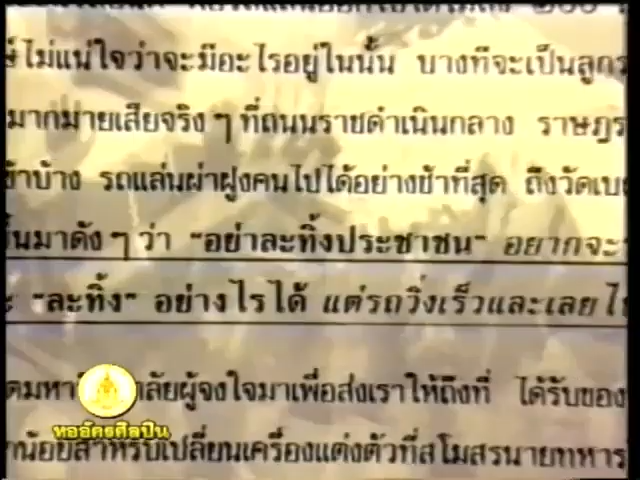 ษ์ไม่แน่ใจว่าจะมีอะไรอยู่ในนั้น บางทีจะเป็นลูกร
มากมายเสียจริงๆ ที่ถนนราชดำเนินกลาง ราษฎร
ช้าบ้าง รถแล่นผ่าฝูงคนไปได้อย่างช้าที่สุด ถึงวัดเบ
ขึ้นมาดังๆ ว่า "อย่าละทิ้งประชาชน" อยากจะ
"ละทิ้ง" อย่างไรได้ แต่รถวิ่งเร็วและเลย
ลัยผู้จงใจมาเพื่อส่งเราให้ถึงที่ ได้รับของ
หออัครศิลปิน
น้อยสำหรับเปลี่ยนเครื่องแต่งตัวที่สโมสรนายทหาร